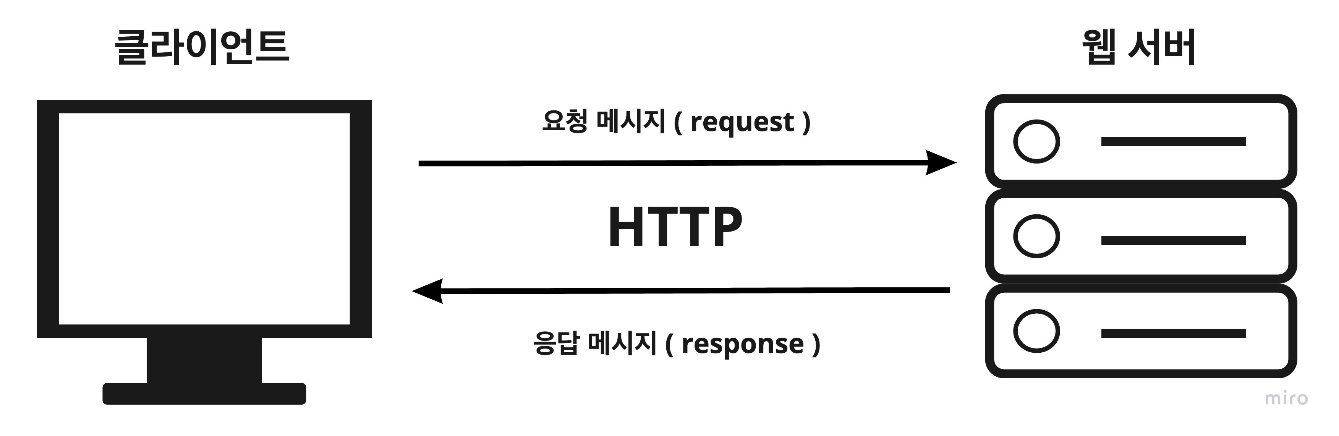 클라이언트
웹 서버
요청 메시지 ( request )
HTTP
응답 메시지 ( response )
miro